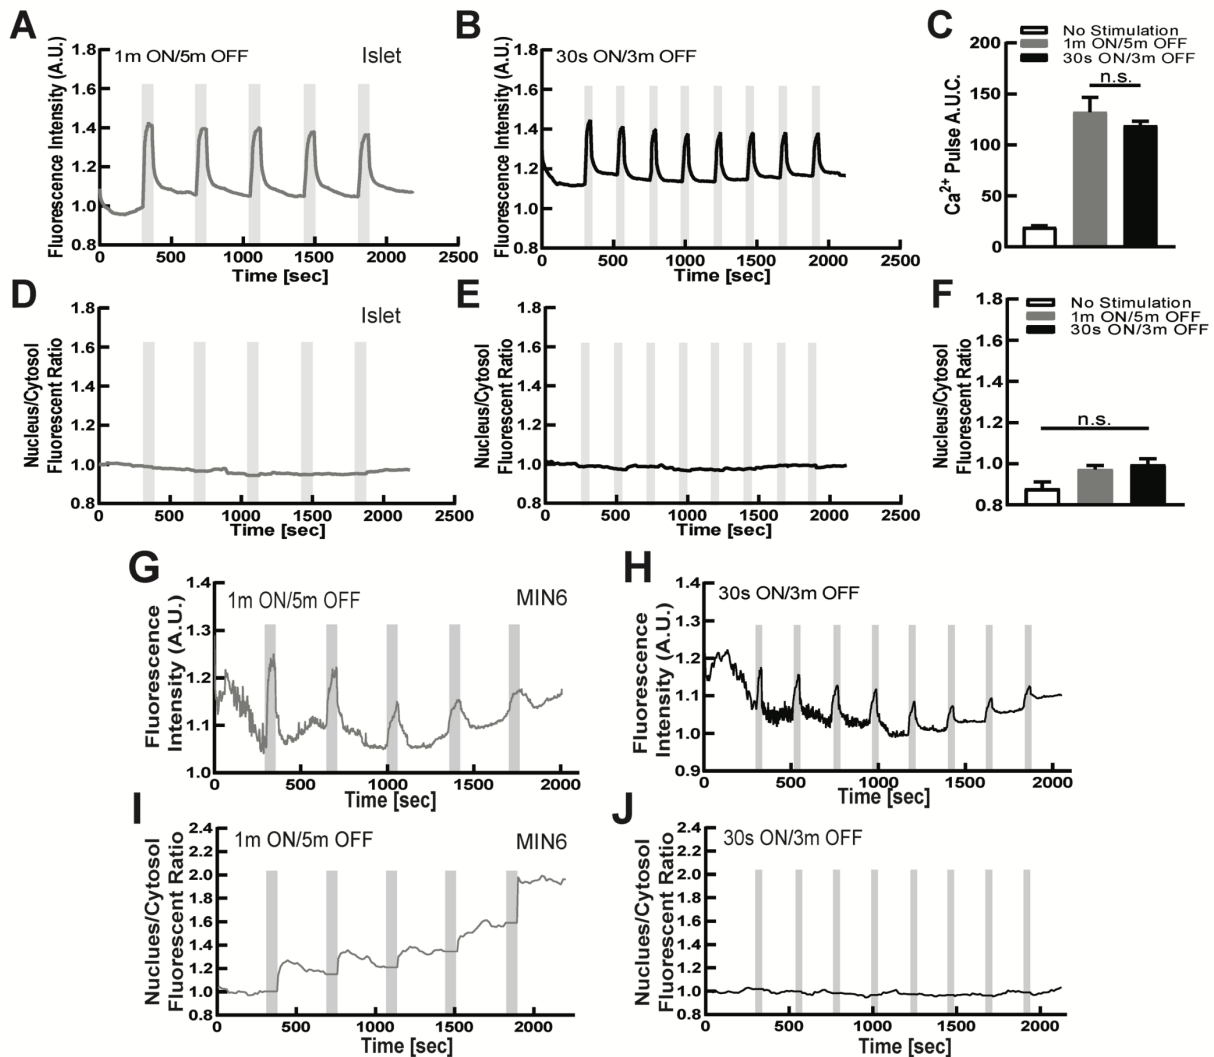 A
Fluorescence Intensity (A.U.)
1m ON/5m OFF
Islet
1.8
1.6
1.4
1.2
1.0
0.8
0
500
1000
1500
2000
2500
Time [sec]
B
Fluorescence Intensity (A.U.)
30s ON/3m OFF
1.8
1.6
1.4
1.2
1.0
0.8
0
500
1000
1500
2000
2500
Time [sec]
C
No Stimulation
1m ON/5m OFF
30s ON/3m OFF
n.s.
Ca2+ Pulse A.U.C.
200
150
100
50
0
D
Nucleus/Cytosol
Fluorescent Ratio
Islet
1.8
1.6
1.4
1.2
1.0
0.8
0
500
1000
1500
2000
2500
Time [sec]
E
Nucleus/Cytosol
Fluorescent Ratio
1.8
1.6
1.4
1.2
1.0
0.8
0
500
1000
1500
2000
2500
Time [sec]
F
No Stimulation
1m ON/5m OFF
30s ON/3m OFF
n.s.
Nucleus/Cytosol
Fluorescent Ratio
1.8
1.6
1.4
1.2
1.0
0.8
G
Fluorescence
Intensity (A.U.)
1m ON/5m OFF
MIN6
1.4
1.3
1.2
1.1
1.0
0
500
1000
1500
2000
Time [sec]
H
Fluorescence
Intensity (A.U.)
30s ON/3m OFF
1.4
1.3
1.2
1.1
1.0
0.9
0
500
1000
1500
2000
Time [sec]
I
Nuclues/Cytosol
Fluorescent Ratio
1m ON/5m OFF
MIN6
2.4
2.2
2.0
1.8
1.6
1.4
1.2
1.0
0.8
0
500
1000
1500
2000
Time [sec]
J
Nuclues/Cytosol
Fluorescent Ratio
30s ON/3m OFF
2.4
2.2
2.0
1.8
1.6
1.4
1.2
1.0
0.8
0
500
1000
1500
2000
Time [sec]